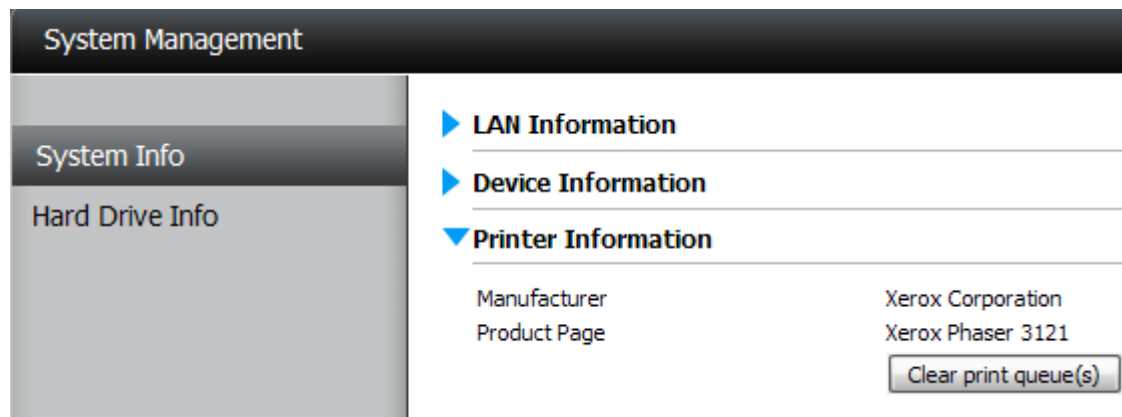 System Management
System Info
Hard Drive Info
LAN Information
Device Information
Printer Information
Manufacturer Xerox Corporation
Product Page Xerox Phaser 3121
Clear print queue(s)